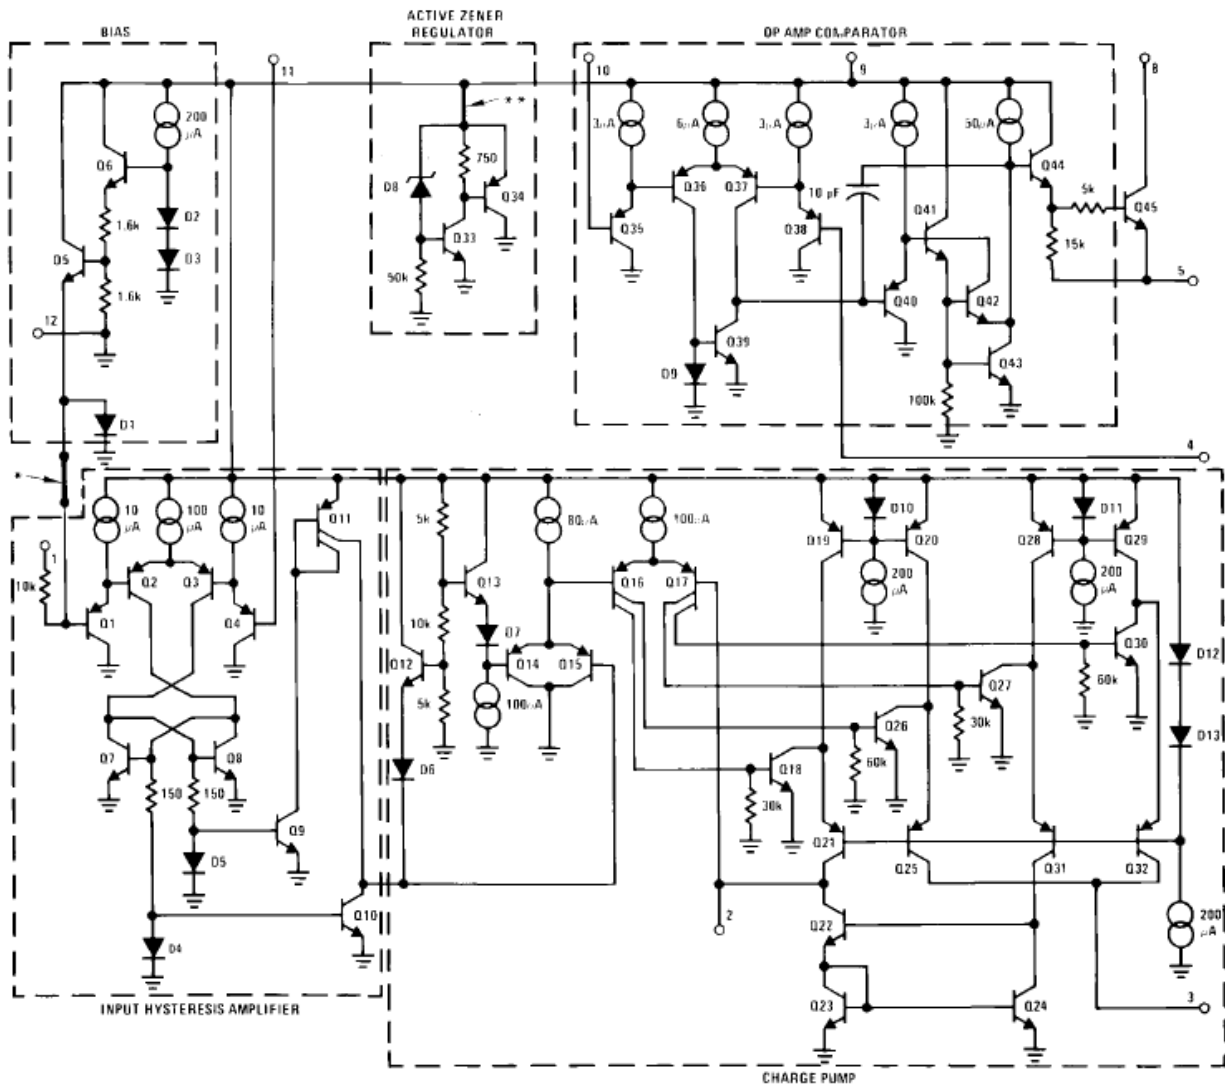 BIAS
ACTIVE ZENER
REGULATOR
OP AMP COMPARATOR
11
10
9
8
200
µA
**
3µA
6µA
3µA
3µA
50µA
Q6
750
Q44
D8
Q34
Q36
Q37
10 pF
5k
D2
Q41
Q45
1.6k
Q35
Q38
Q33
15k
D5
D3
5
50k
1.6k
Q40
Q42
12
Q39
D9
Q43
100k
D1
4
*
10
µA
100
µA
10
µA
Q11
5k
80µA
100µA
D10
D11
D19
Q20
Q28
Q29
1
10k
Q2
Q3
Q13
Q16
Q17
200
µA
200
µA
Q1
Q4
10k
D7
Q30
Q12
Q14
Q15
D12
5k
100µA
Q27
60k
Q26
30k
D13
Q7
Q8
D6
Q18
60k
150
150
30k
Q9
Q21
Q25
Q31
Q32
D5
2
Q10
Q22
200
µA
D4
Q23
Q24
3
INPUT HYSTERESIS AMPLIFIER
CHARGE PUMP